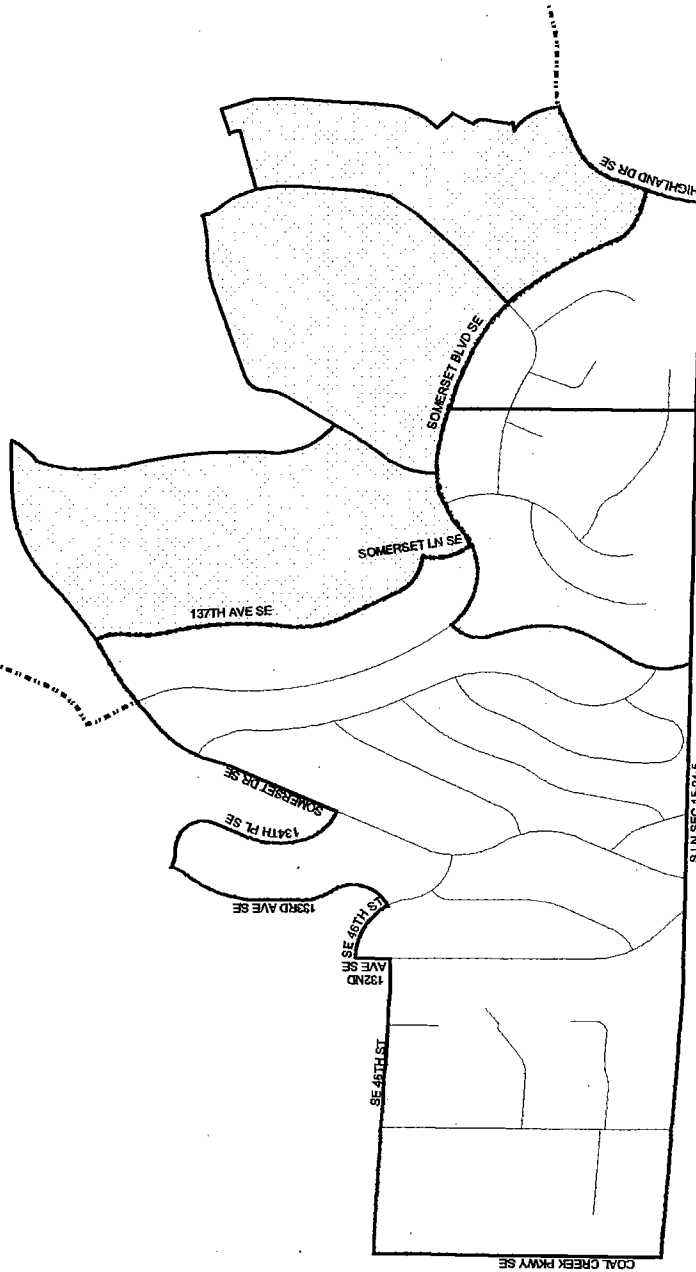 HIGHLAND DR SE
SOMERSET BLVD SE
SOMERSET LN SE
137TH AVE SE
SOMERSET DR SE
134TH PL SE
133RD AVE SE
SE 46TH ST
132ND
AVE SE
SE 46TH ST
COAL CREEK PKWY SE